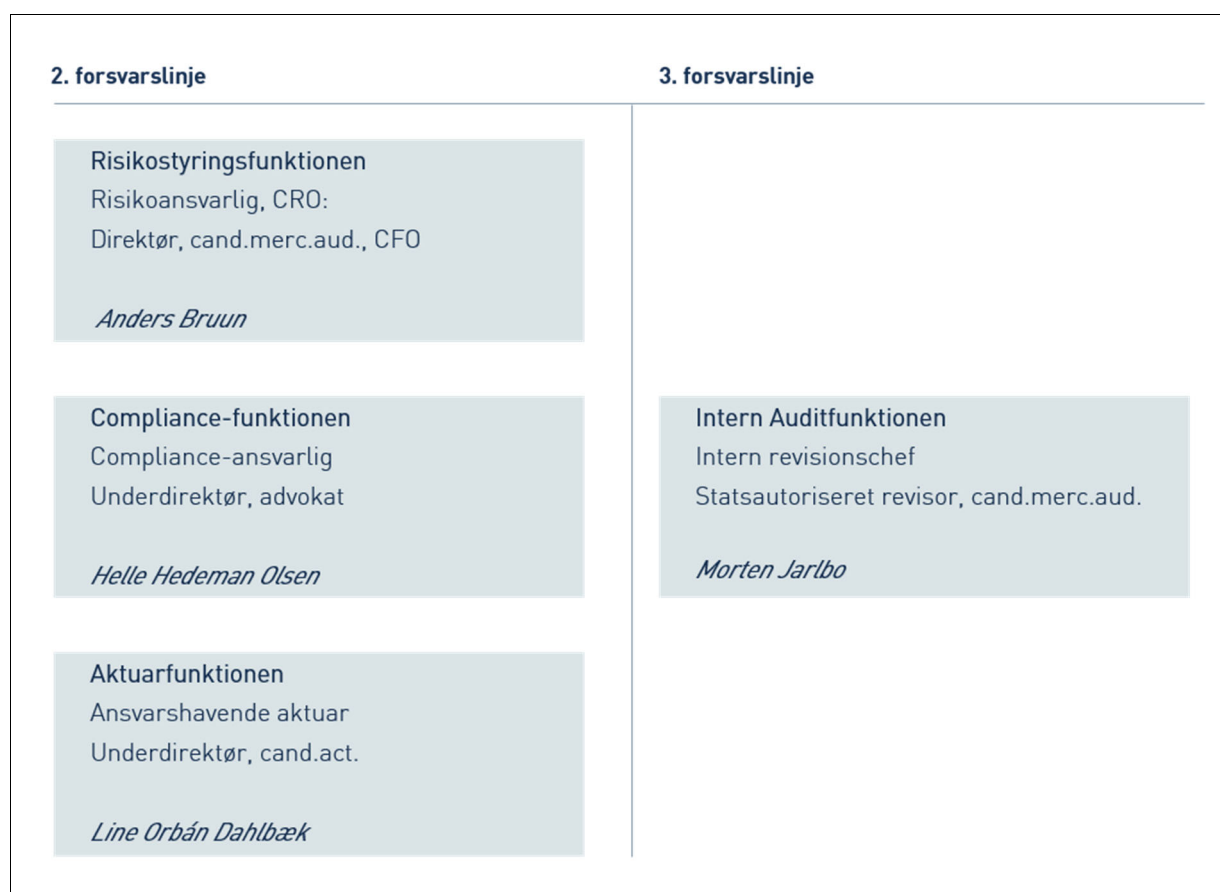 2. forsvarslinje
Risikostyringsfunktionen
Risikoansvarlig, CRO:
Direktør, cand.merc.aud., CFO
Anders Bruun
Compliance-funktionen
Compliance-ansvarlig
Underdirektør, advokat
Helle Hedeman Olsen
Aktuarfunktionen
Ansvarshavende aktuar
Underdirektør, cand.act.
Line Orbán Dahlbæk
3. forsvarslinje
Intern Auditfunktionen
Intern revisionschef
Statsautoriseret revisor, cand.merc.aud.
Morten Jarlbo